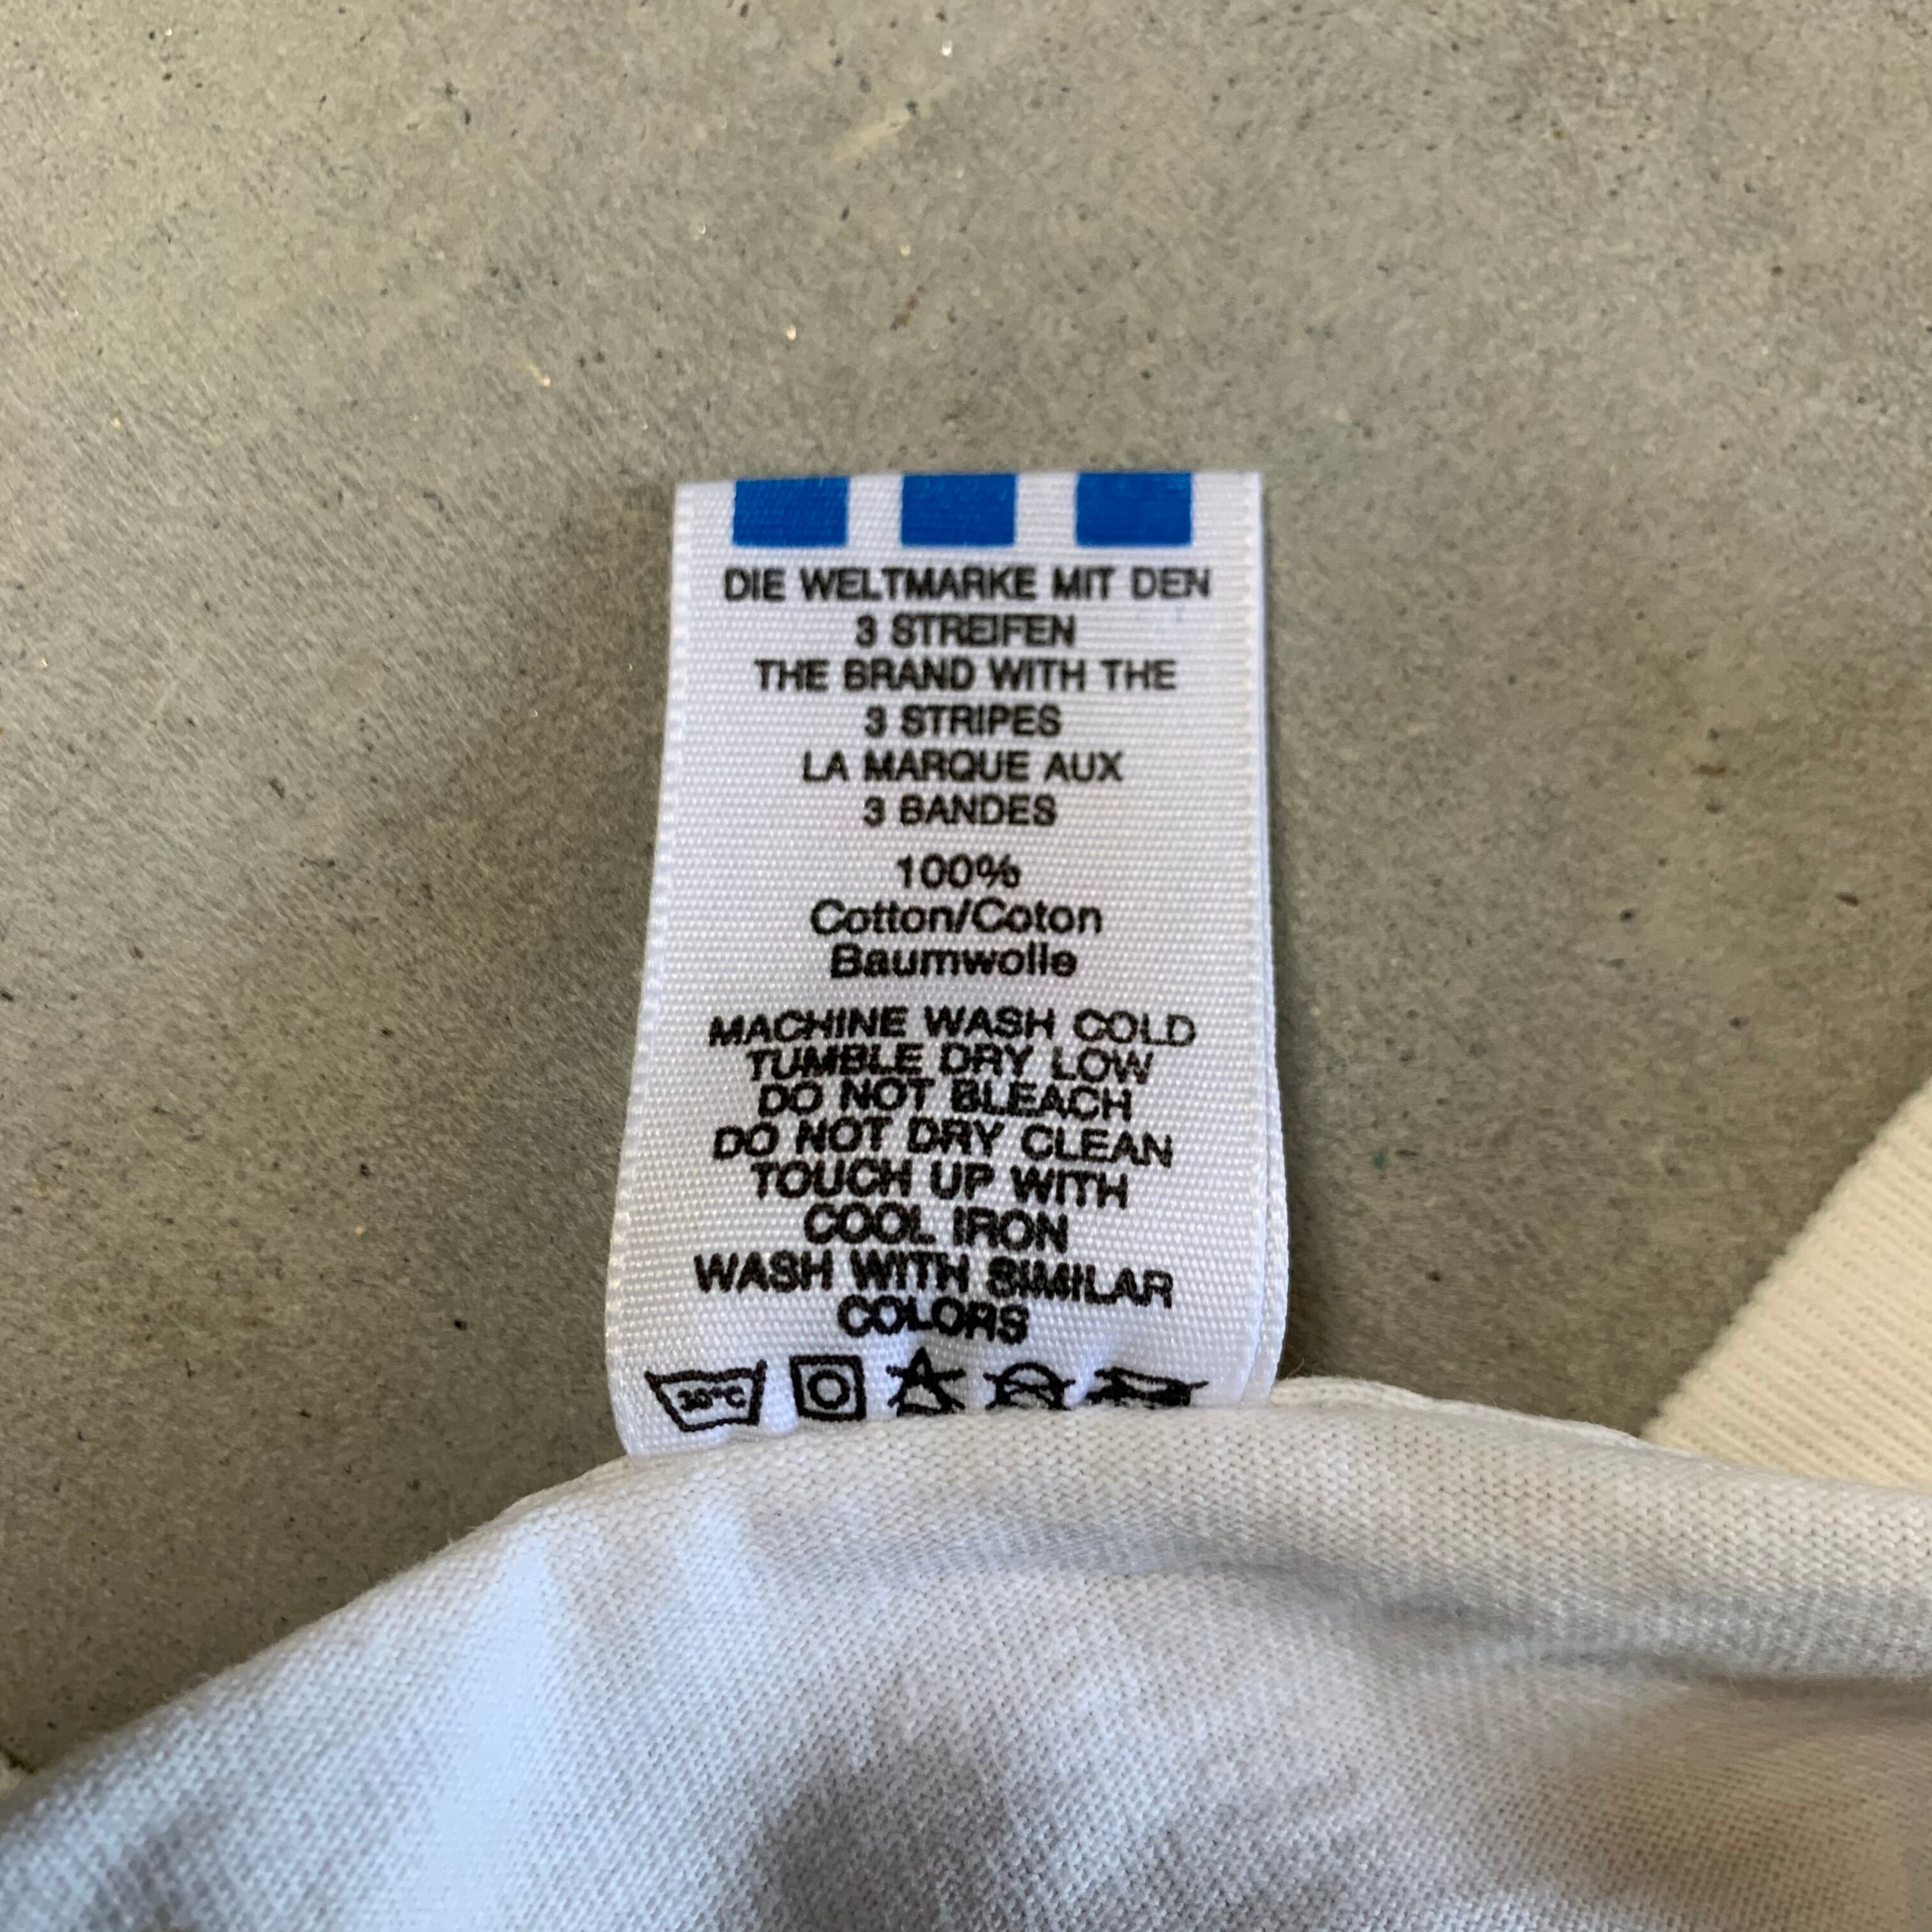 DIE WELTMARKE MIT DEN
3 STREIFEN
THE BRAND WITH THE
3 STRIPES
LA MARQUE AUX
3 BANDES
100%
Cotton/Coton
Baumwolle
MACHINE WASH COLD
TUMBLE DRY LOW
DO NOT BLEACH
DO NOT DRY CLEAN
TOUCH UP WITH
COOL IRON
WASH WITH SIMILAR
COLORS
30°C